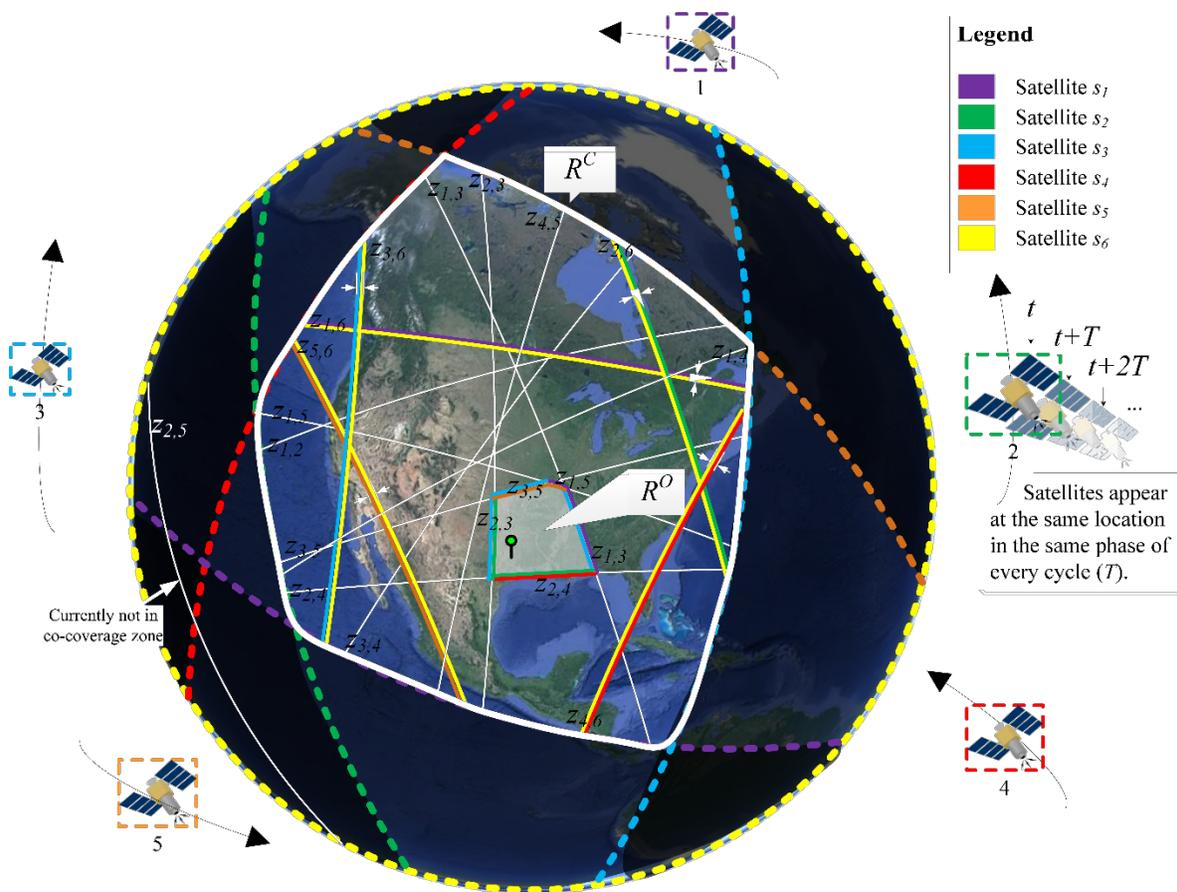 1
Legend
Satellite s1
Satellite s2
Satellite s3
Satellite s4
Satellite s5
Satellite s6
R^C
z1,3
z2,3
z4,5
z2,6
z3,6
z1,6
z5,6
z1,4
t
t+T
t+2T
...
2
3
z2,5
z1,5
z1,2
z1,5
z3,5
R^O
z2,3
z1,3
z2,4
Satellites appear
at the same location
in the same phase of
every cycle (T).
z3,5
z2,4
Currently not in
co-coverage zone
z3,4
z4,6
4
5